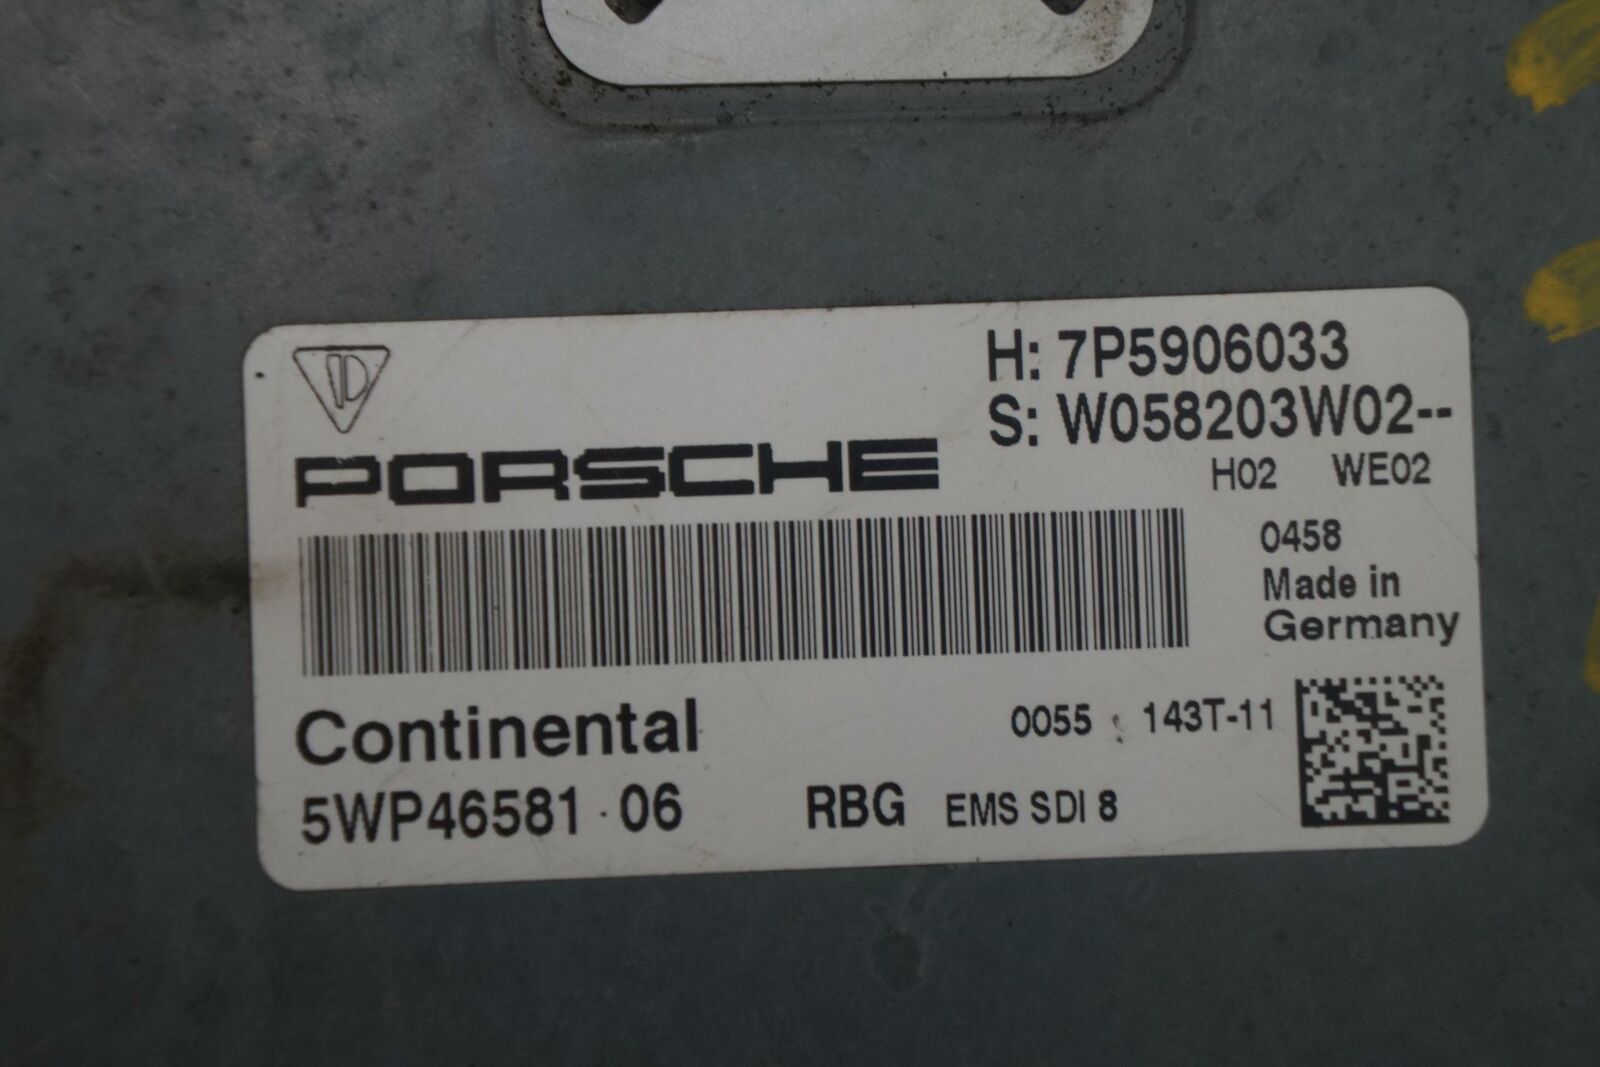 H: 7P5906033
S: W058203W02--
PORSCHE
H02 WE02
0458
Made in
Germany
Continental
0055 143T-11
5WP46581 06 RBG EMS SDI 8